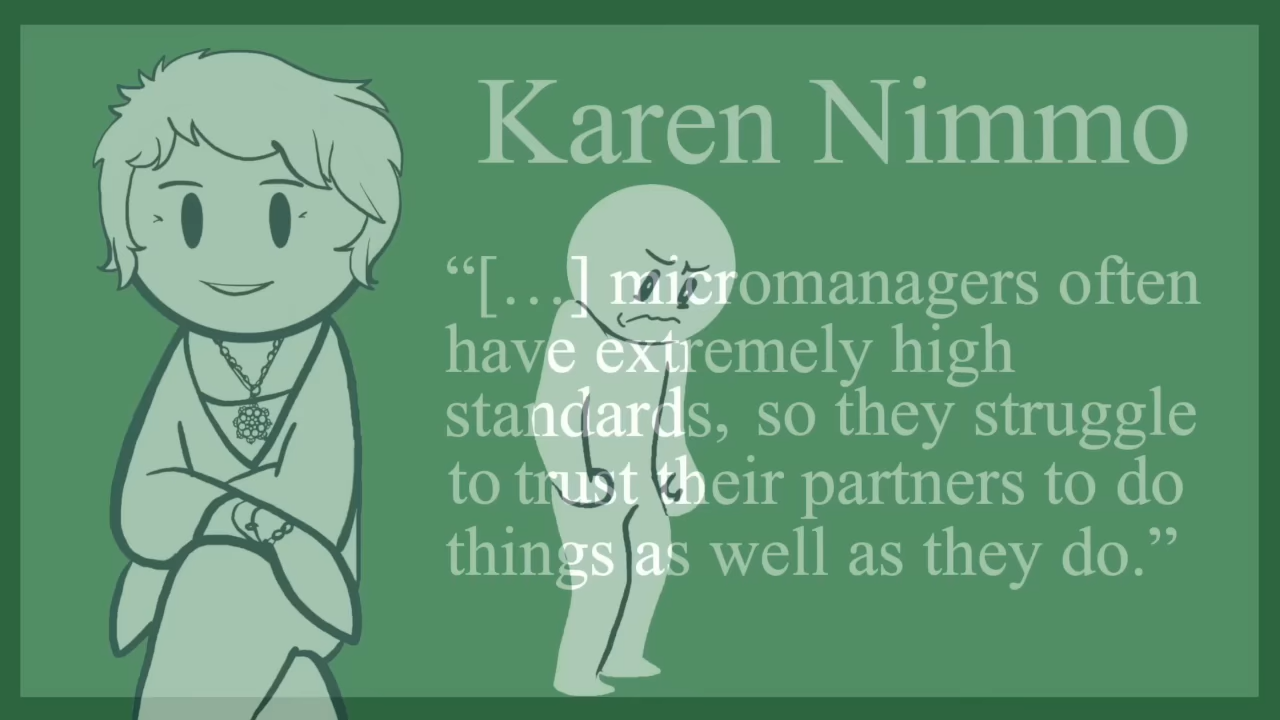 Karen Nimmo
“[…] micromanagers often
have extremely high
standards, so they struggle
to trust their partners to do
things as well as they do.”